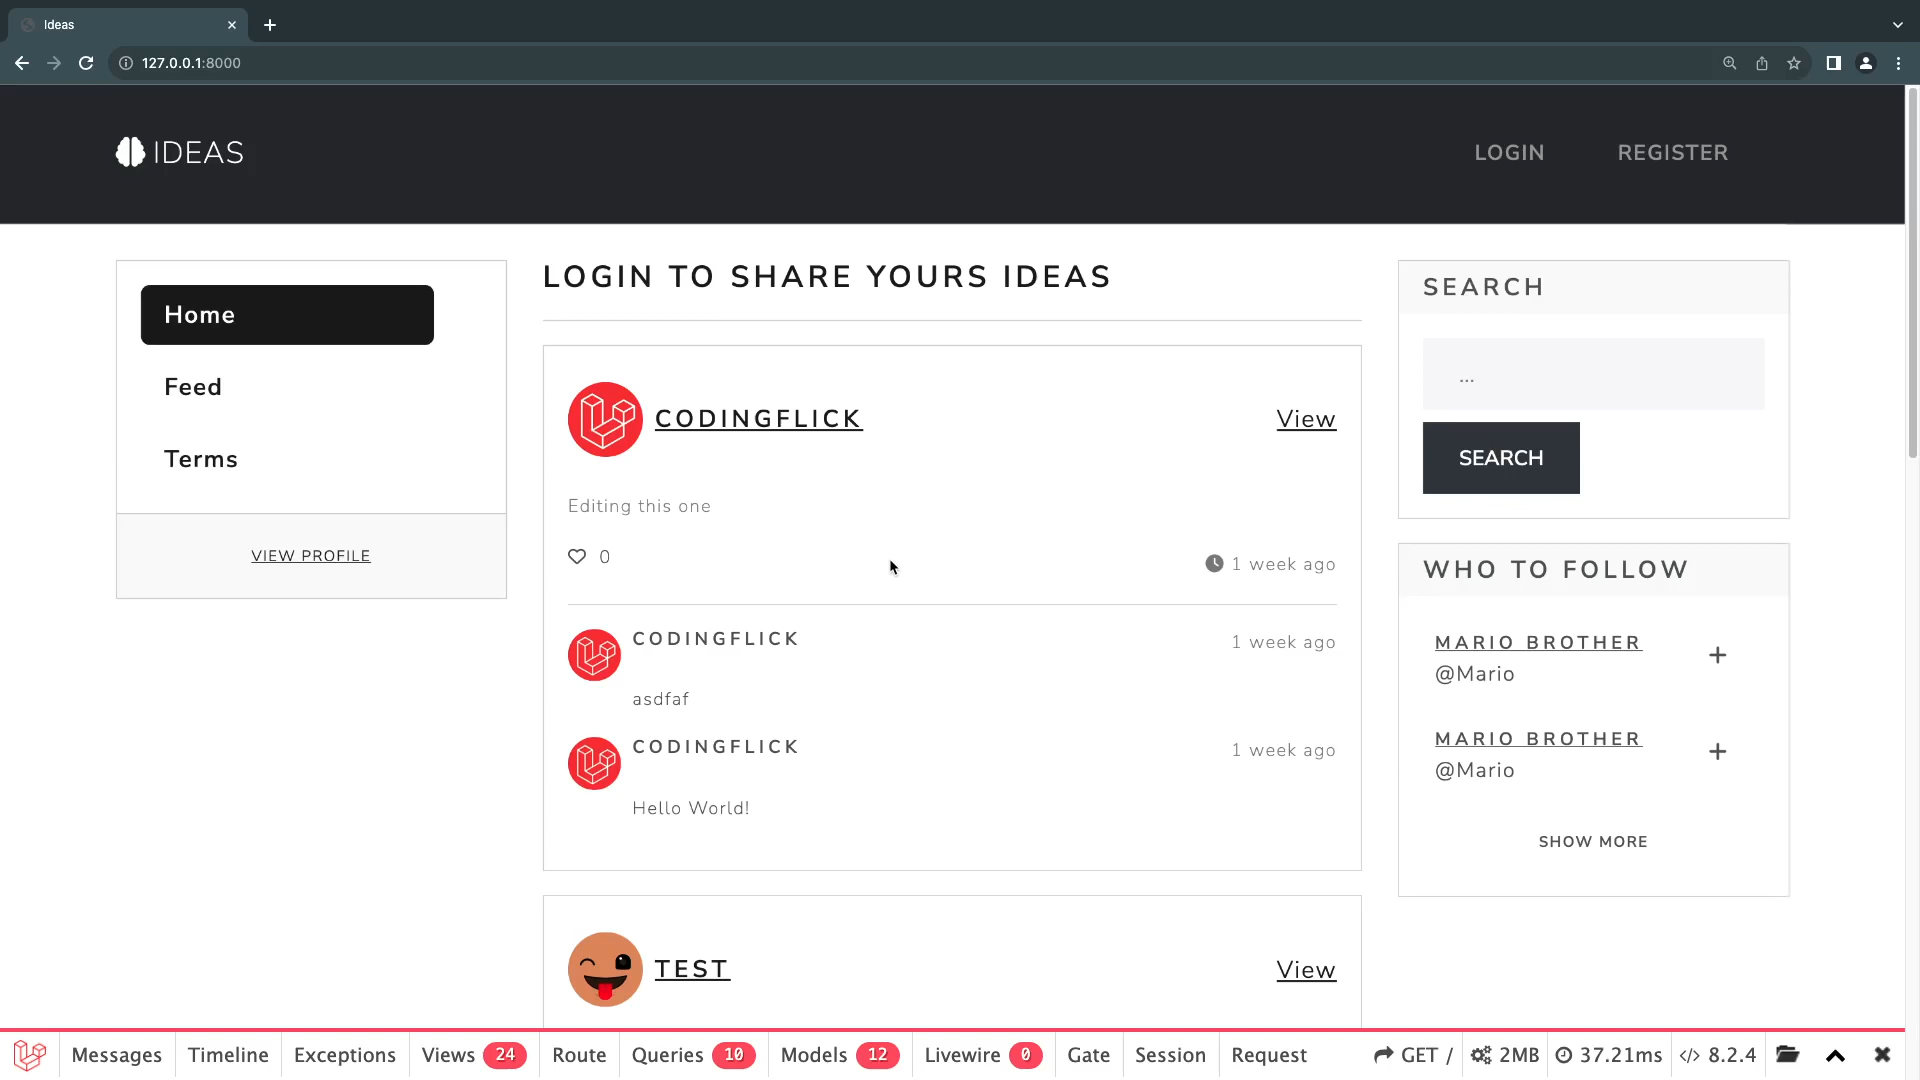 Ideas
127.0.0.1:8000
IDEAS
LOGIN REGISTER
Home
Feed
Terms
VIEW PROFILE
LOGIN TO SHARE YOURS IDEAS
CODINGFLICK View
Editing this one
0 1 week ago
CODINGFLICK 1 week ago
asdfaf
CODINGFLICK 1 week ago
Hello World!
TEST View
SEARCH
...
SEARCH
WHO TO FOLLOW
MARIO BROTHER
@Mario
MARIO BROTHER
@Mario
SHOW MORE
Messages Timeline Exceptions Views 24 Route Queries 10 Models 12 Livewire 0 Gate Session Request GET / 2MB 37.21ms </> 8.2.4